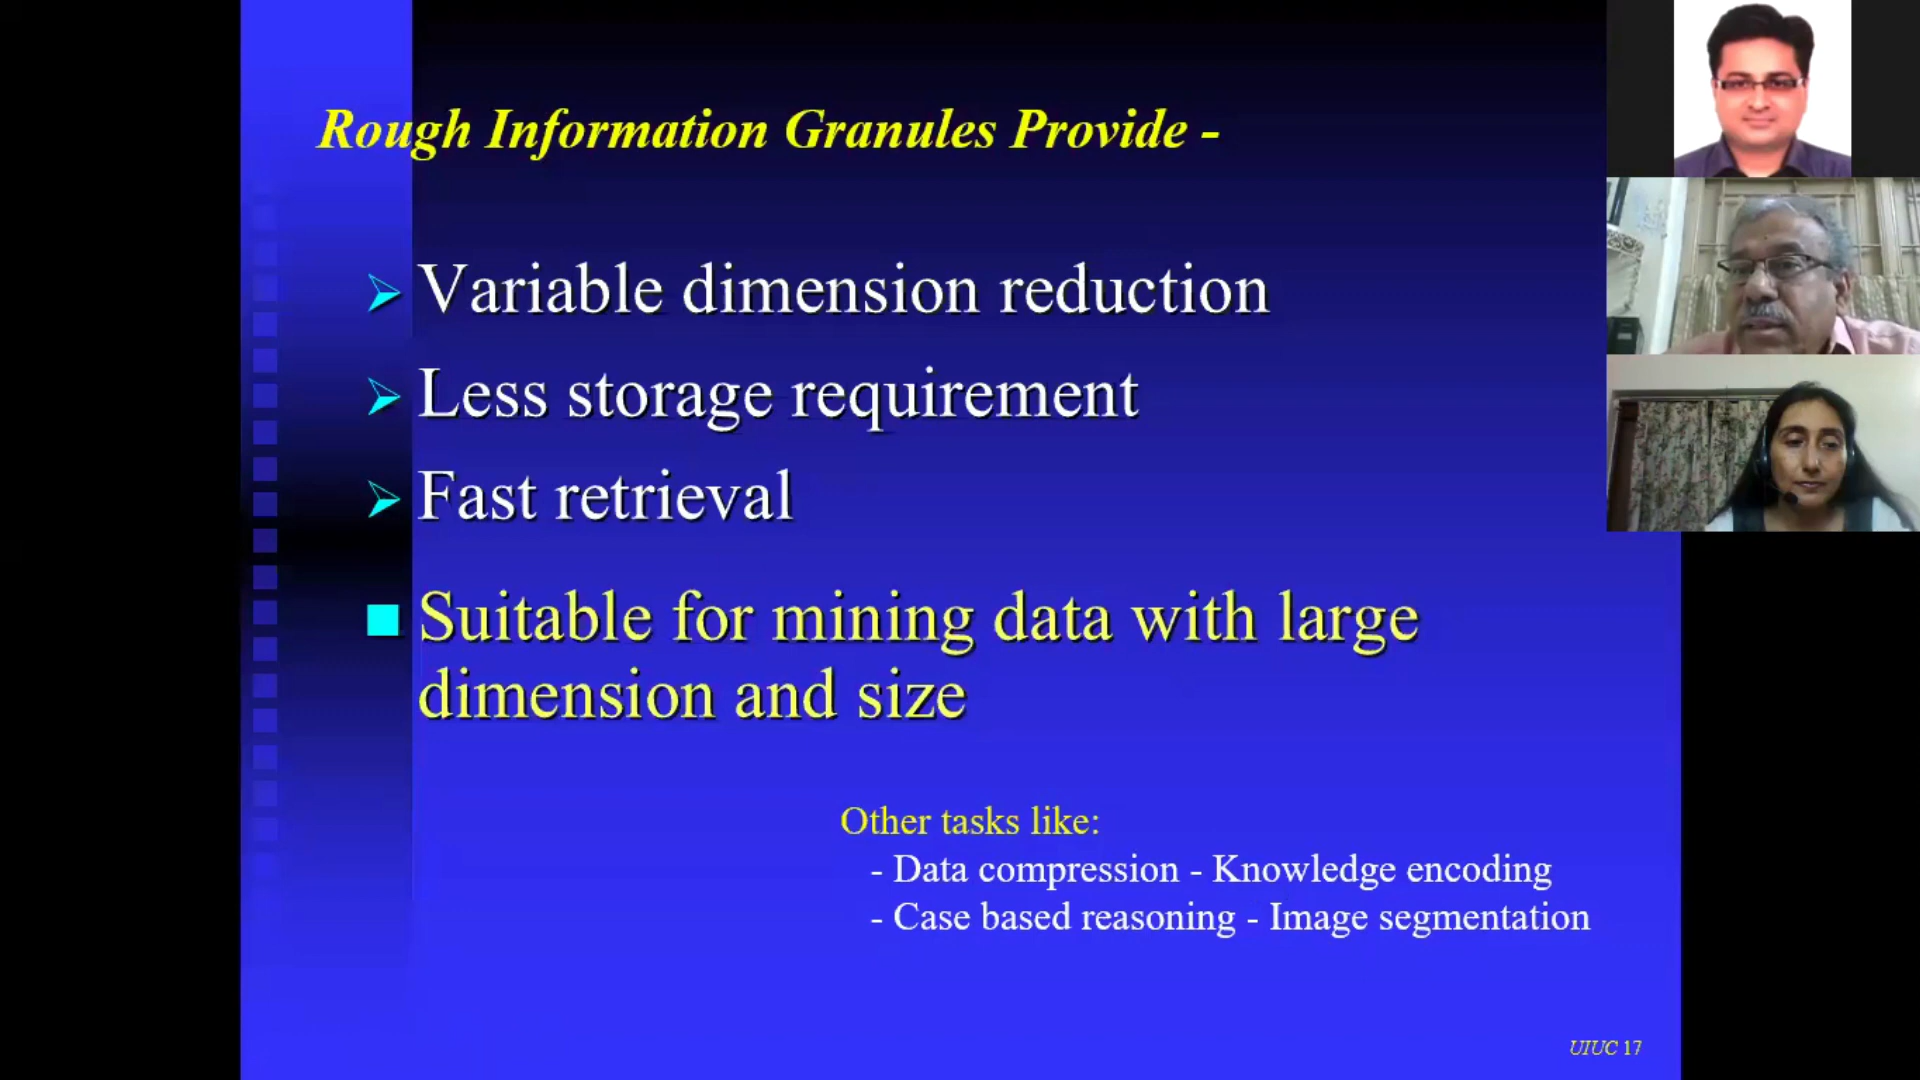 Rough Information Granules Provide -
Variable dimension reduction
Less storage requirement
Fast retrieval
Suitable for mining data with large
dimension and size
Other tasks like:
- Data compression - Knowledge encoding
- Case based reasoning - Image segmentation
UIUC 17